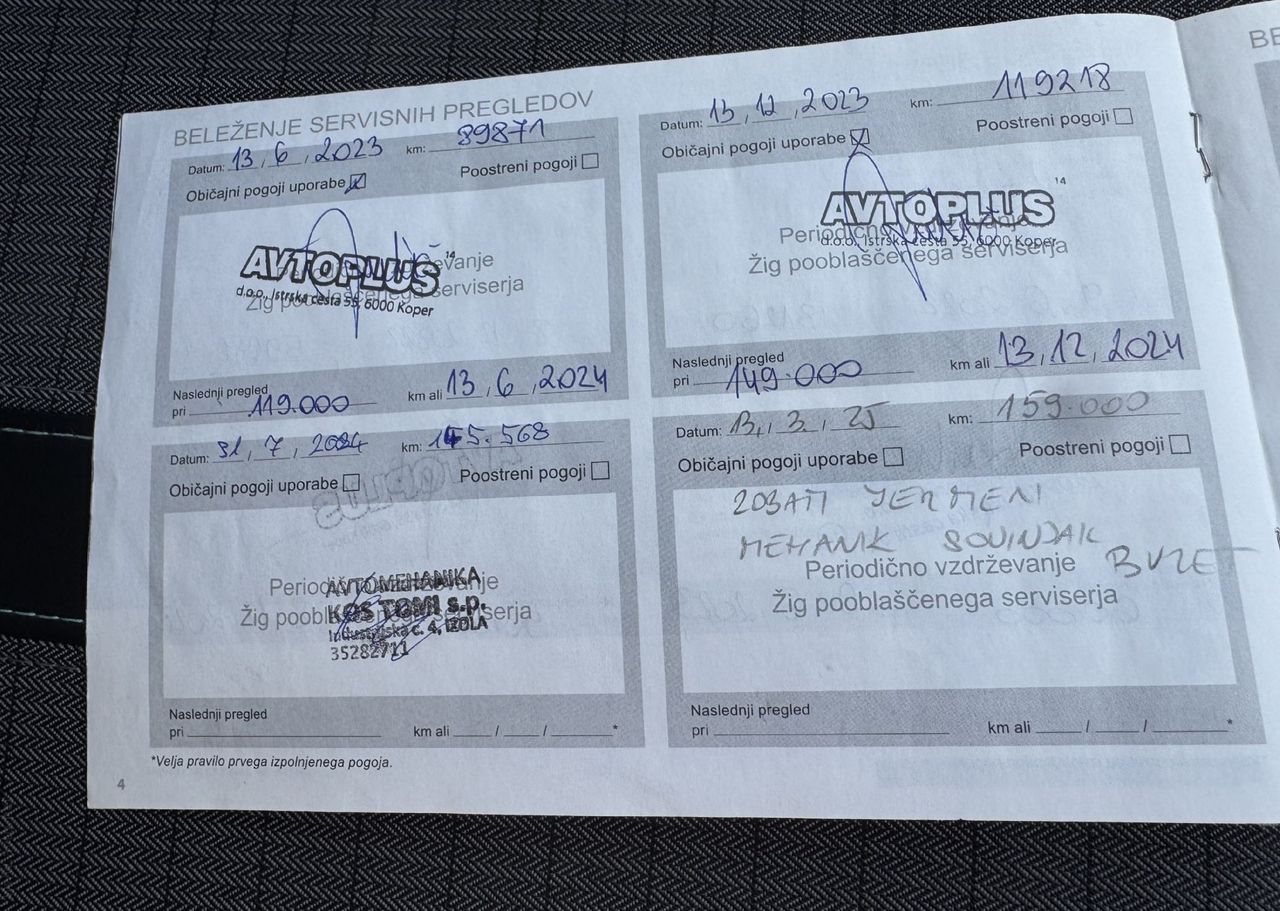 BE
BELEŽENJE SERVISNIH PREGLEDOV
Datum: 13, 6, 2023 km: 89871
Običajni pogoji uporabe Poostreni pogoji
AVTOPLUS 14
d.o.o., Istrska cesta 55, 6000 Koper
Žig pooblaščenega serviserja
Naslednji pregled
pri 119.000 km ali 13, 6, 2024
Datum: 13, 12, 2023 km: 119218
Običajni pogoji uporabe Poostreni pogoji
AVTOPLUS 14
Periodično
d.o.o., Istrska cesta 55, 6000 Koper
Žig pooblaščenega serviserja
Naslednji pregled
pri 149.000 km ali 13, 12, 2024
Datum: 31, 7, 2024 km: 145.568
Običajni pogoji uporabe Poostreni pogoji
AVTOMEHANIKA
KOS TOMI s.p.
Industrijska c. 4, IZOLA
35282711
Žig pooblaščenega serviserja
Naslednji pregled
pri km ali / / *
Datum: 13, 3, 25 km: 159.000
Običajni pogoji uporabe Poostreni pogoji
ZOBATI JERMENI
MEHANIK SOVINJAK
BUZET
Periodično vzdrževanje
Žig pooblaščenega serviserja
Naslednji pregled
pri km ali / / *
*Velja pravilo prvega izpolnjenega pogoja.
4